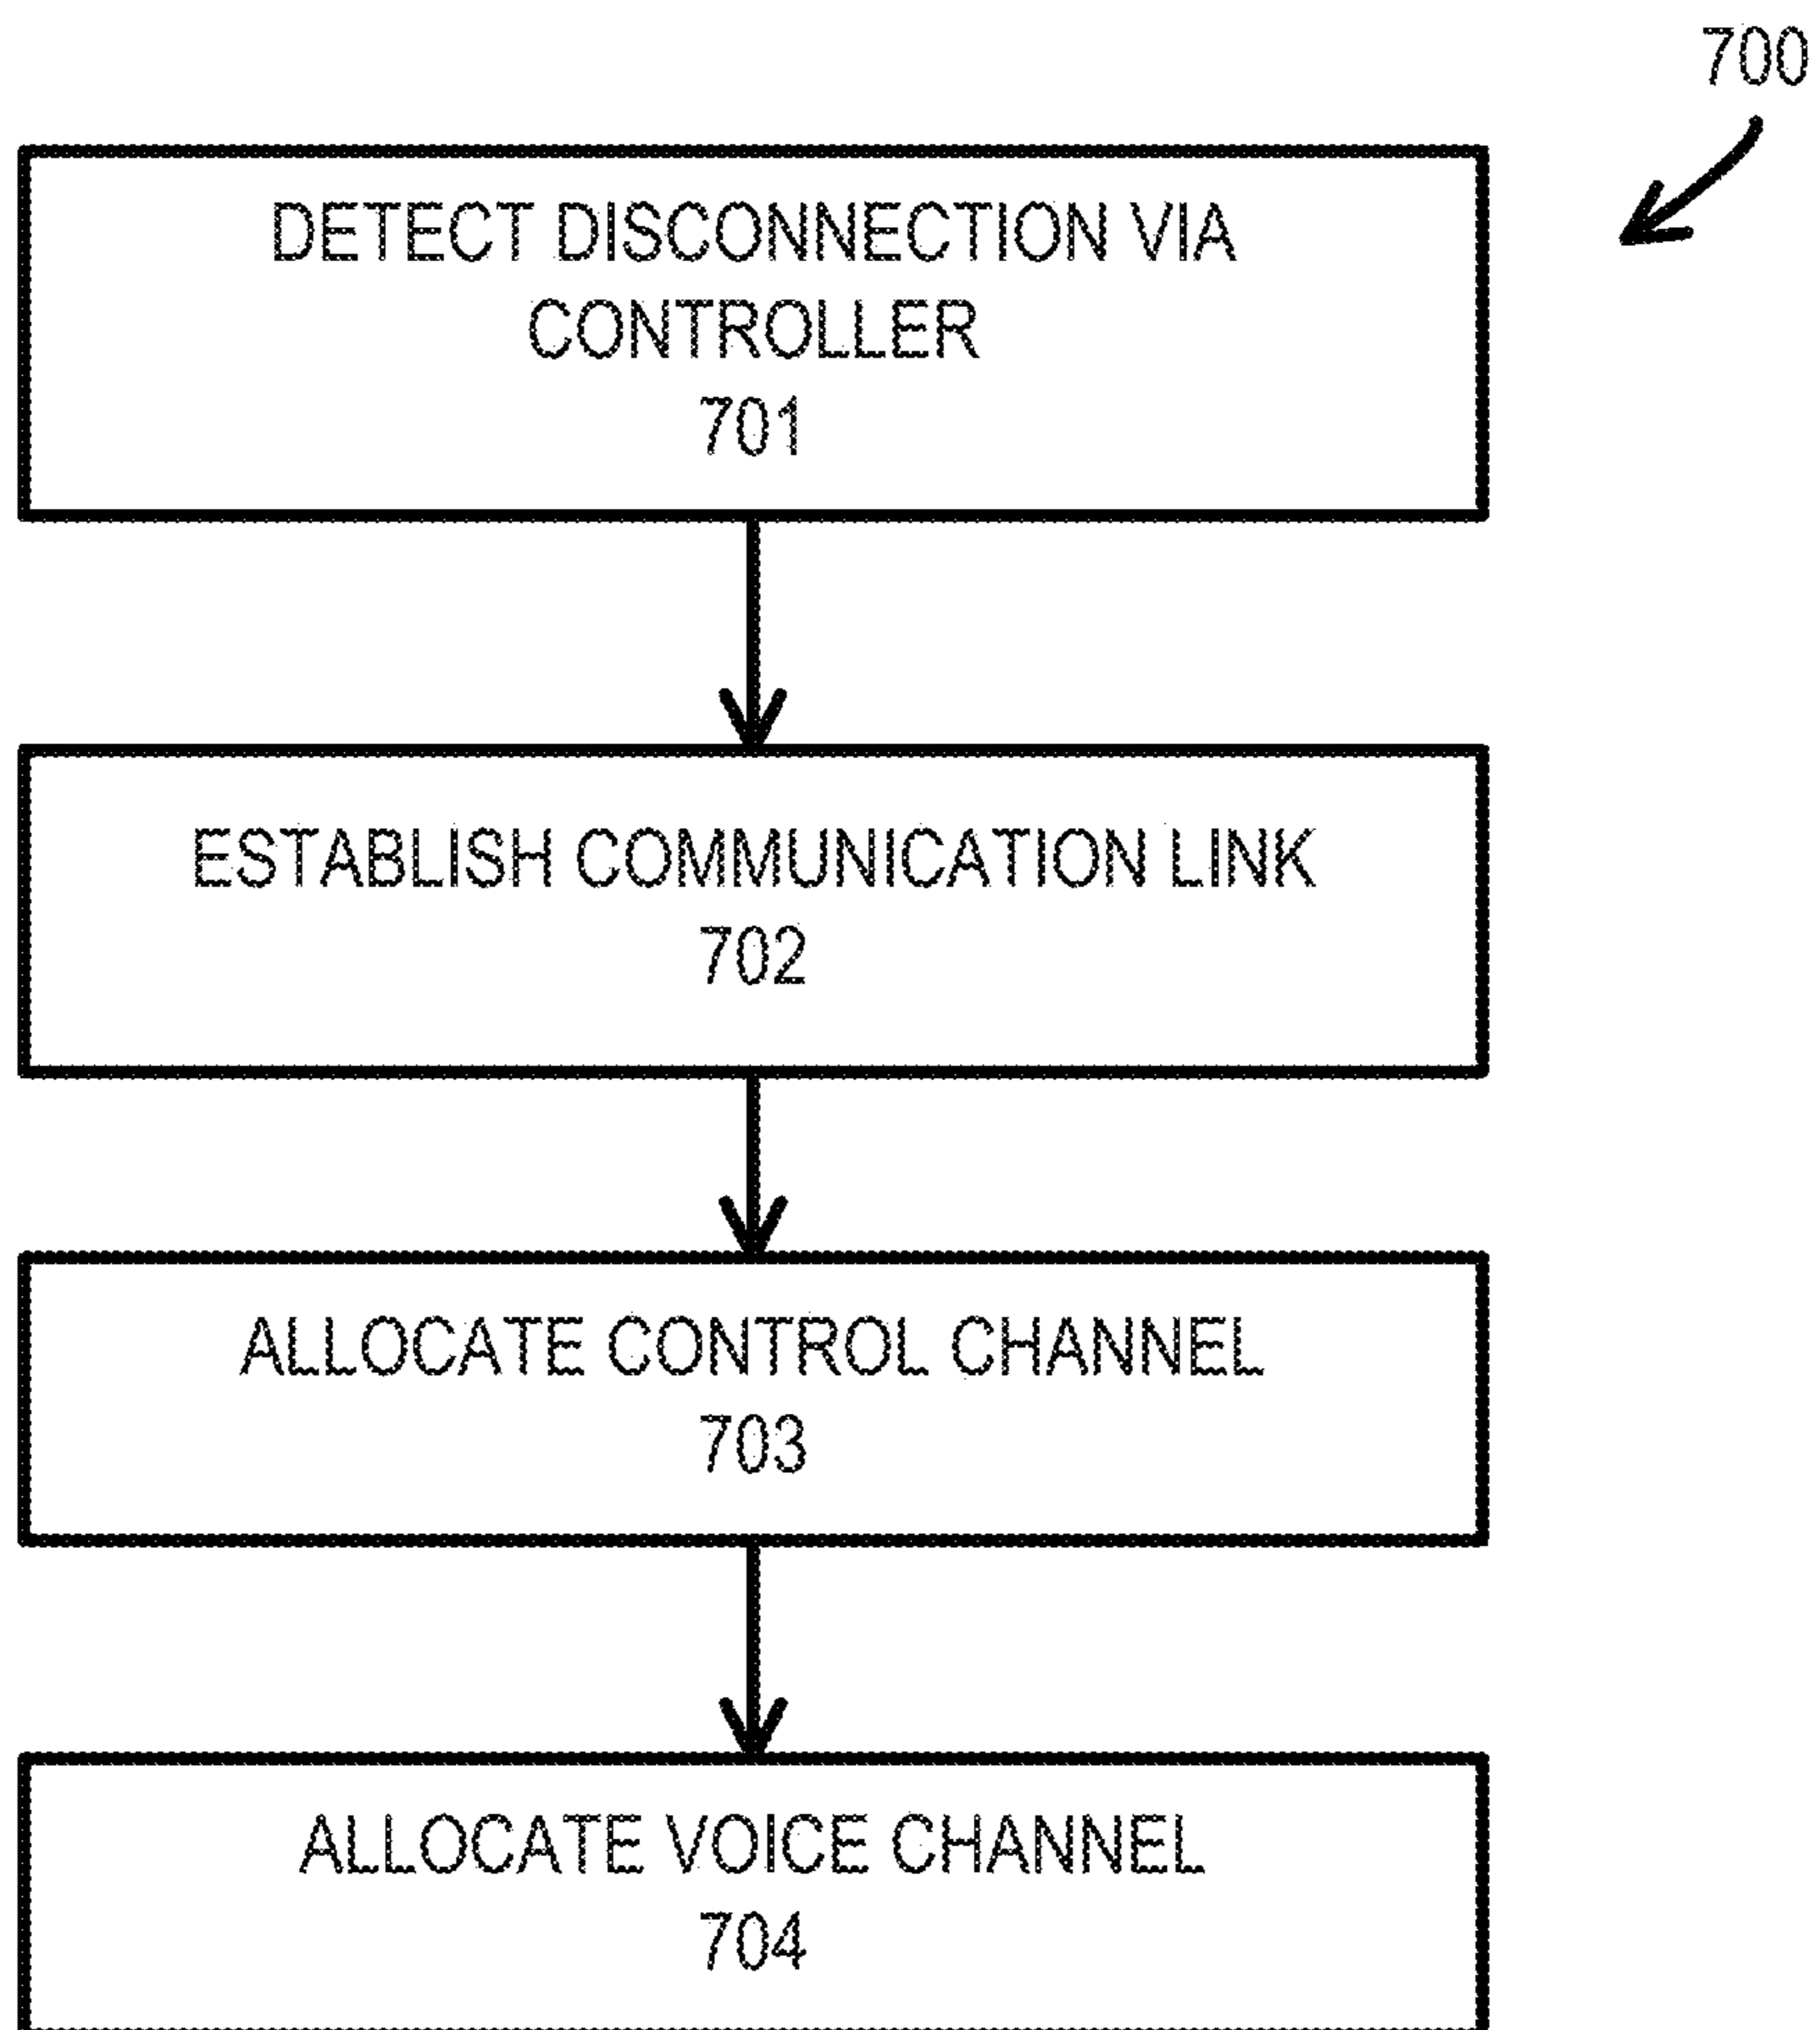 700
DETECT DISCONNECTION VIA
CONTROLLER
701
ESTABLISH COMMUNICATION LINK
702
ALLOCATE CONTROL CHANNEL
703
ALLOCATE VOICE CHANNEL
704